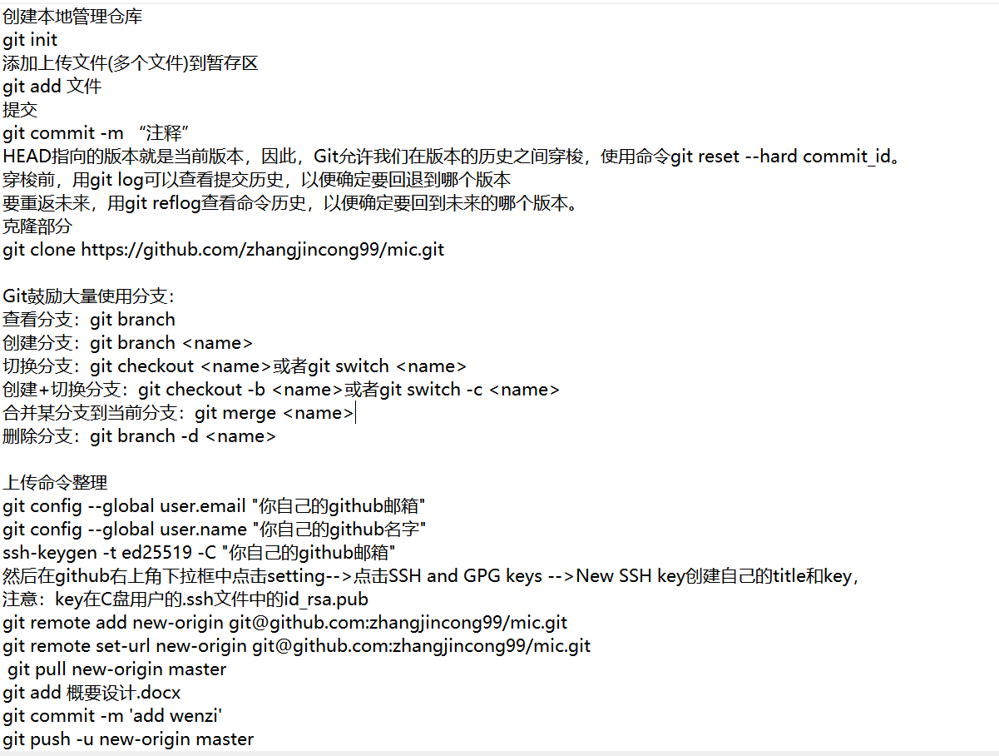 创建本地管理仓库
git init
添加上传文件(多个文件)到暂存区
git add 文件
提交
git commit -m “注释”
HEAD指向的版本就是当前版本，因此，Git允许我们在版本的历史之间穿梭，使用命令git reset --hard commit_id。
穿梭前，用git log可以查看提交历史，以便确定要回退到哪个版本
要重返未来，用git reflog查看命令历史，以便确定要回到未来的哪个版本。
克隆部分
git clone https://github.com/zhangjincong99/mic.git
Git鼓励大量使用分支：
查看分支：git branch
创建分支：git branch <name>
切换分支：git checkout <name>或者git switch <name>
创建+切换分支：git checkout -b <name>或者git switch -c <name>
合并某分支到当前分支：git merge <name>
删除分支：git branch -d <name>
上传命令整理
git config --global user.email "你自己的github邮箱"
git config --global user.name "你自己的github名字"
ssh-keygen -t ed25519 -C "你自己的github邮箱"
然后在github右上角下拉框中点击setting-->点击SSH and GPG keys -->New SSH key创建自己的title和key，
注意：key在C盘用户的.ssh文件中的id_rsa.pub
git remote add new-origin git@github.com:zhangjincong99/mic.git
git remote set-url new-origin git@github.com:zhangjincong99/mic.git
git pull new-origin master
git add 概要设计.docx
git commit -m 'add wenzi'
git push -u new-origin master